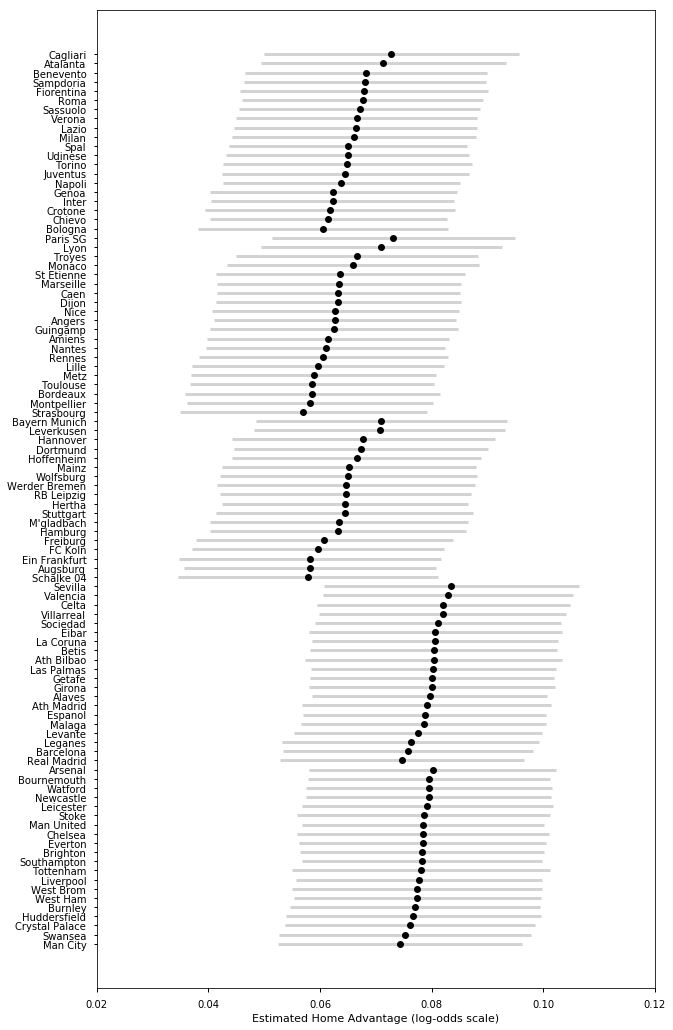 Cagliari
Atalanta
Benevento
Sampdoria
Fiorentina
Roma
Sassuolo
Verona
Lazio
Milan
Spal
Udinese
Torino
Juventus
Napoli
Genoa
Inter
Crotone
Chievo
Bologna
Paris SG
Lyon
Troyes
Monaco
St Etienne
Marseille
Caen
Dijon
Nice
Angers
Guingamp
Amiens
Nantes
Rennes
Lille
Metz
Toulouse
Bordeaux
Montpellier
Strasbourg
Bayern Munich
Leverkusen
Hannover
Dortmund
Hoffenheim
Mainz
Wolfsburg
Werder Bremen
RB Leipzig
Hertha
Stuttgart
M'gladbach
Hamburg
Freiburg
FC Koln
Ein Frankfurt
Augsburg
Schalke 04
Sevilla
Valencia
Celta
Villarreal
Sociedad
Eibar
La Coruna
Betis
Ath Bilbao
Las Palmas
Getafe
Girona
Alaves
Ath Madrid
Espanol
Malaga
Levante
Leganes
Barcelona
Real Madrid
Arsenal
Bournemouth
Watford
Newcastle
Leicester
Stoke
Man United
Chelsea
Everton
Brighton
Southampton
Tottenham
Liverpool
West Brom
West Ham
Burnley
Huddersfield
Crystal Palace
Swansea
Man City
0.02 0.04 0.06 0.08 0.10 0.12
Estimated Home Advantage (log-odds scale)